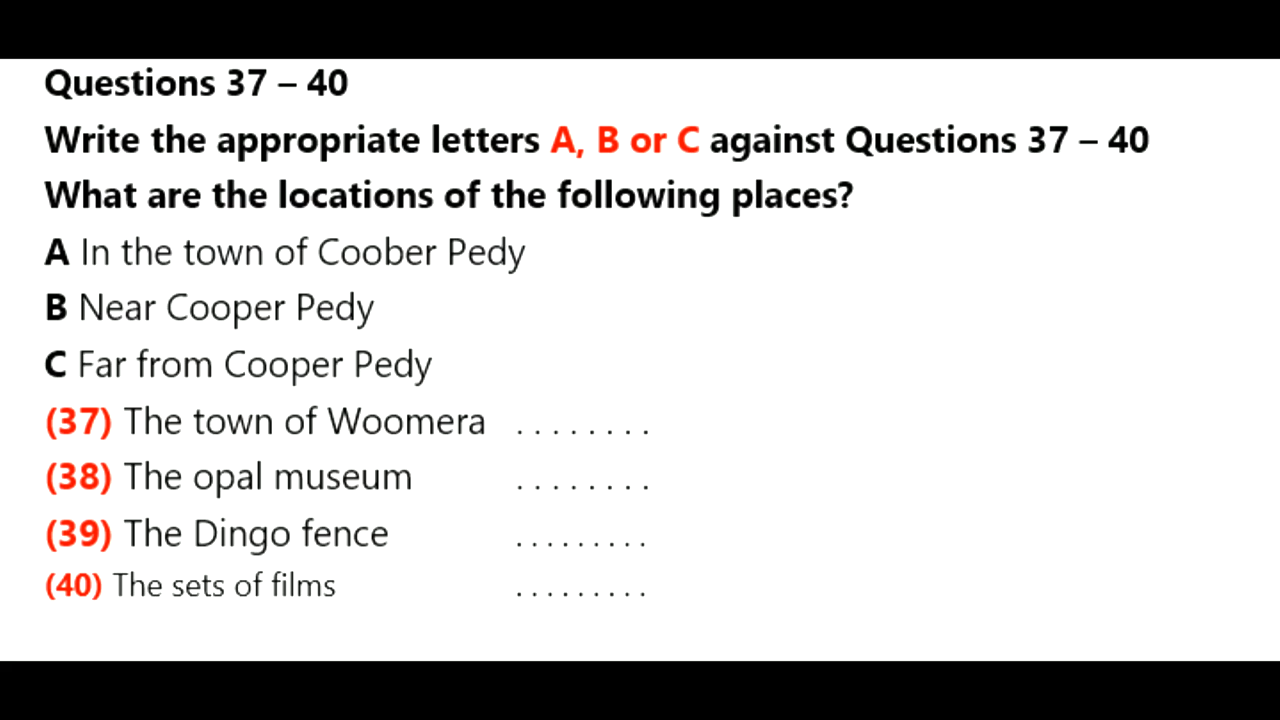 Questions 37 – 40
Write the appropriate letters A, B or C against Questions 37 – 40
What are the locations of the following places?
A In the town of Coober Pedy
B Near Cooper Pedy
C Far from Cooper Pedy
(37) The town of Woomera . . . . . . . .
(38) The opal museum . . . . . . . .
(39) The Dingo fence . . . . . . . . .
(40) The sets of films . . . . . . . . .